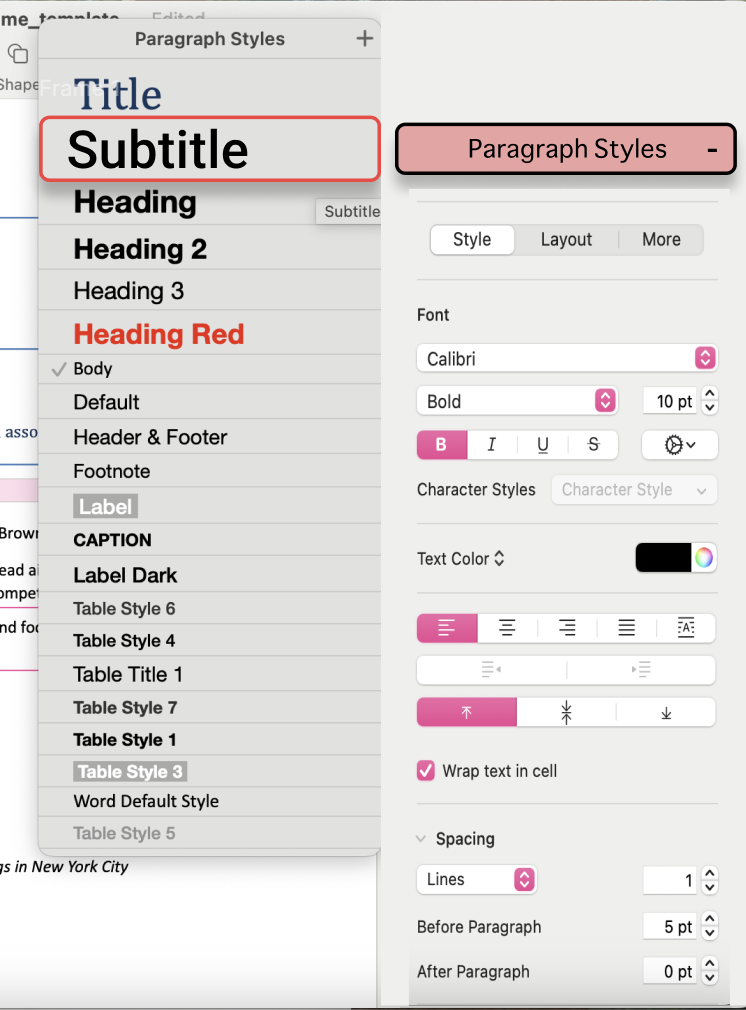 me_template Edited
Shape
Paragraph Styles +
Frame
Title
Subtitle
Heading
Subtitle
Heading 2
Heading 3
Heading Red
Body
Default
Header & Footer
Footnote
Label
CAPTION
Label Dark
Table Style 6
Table Style 4
Table Title 1
Table Style 7
Table Style 1
Table Style 3
Word Default Style
Table Style 5
asso
Brown
ead ai
ompet
nd foo
gs in New York City
Paragraph Styles -
Style Layout More
Font
Calibri
Bold 10 pt
B I U S
Character Styles Character Style
Text Color
A
Wrap text in cell
Spacing
Lines 1
Before Paragraph 5 pt
After Paragraph 0 pt